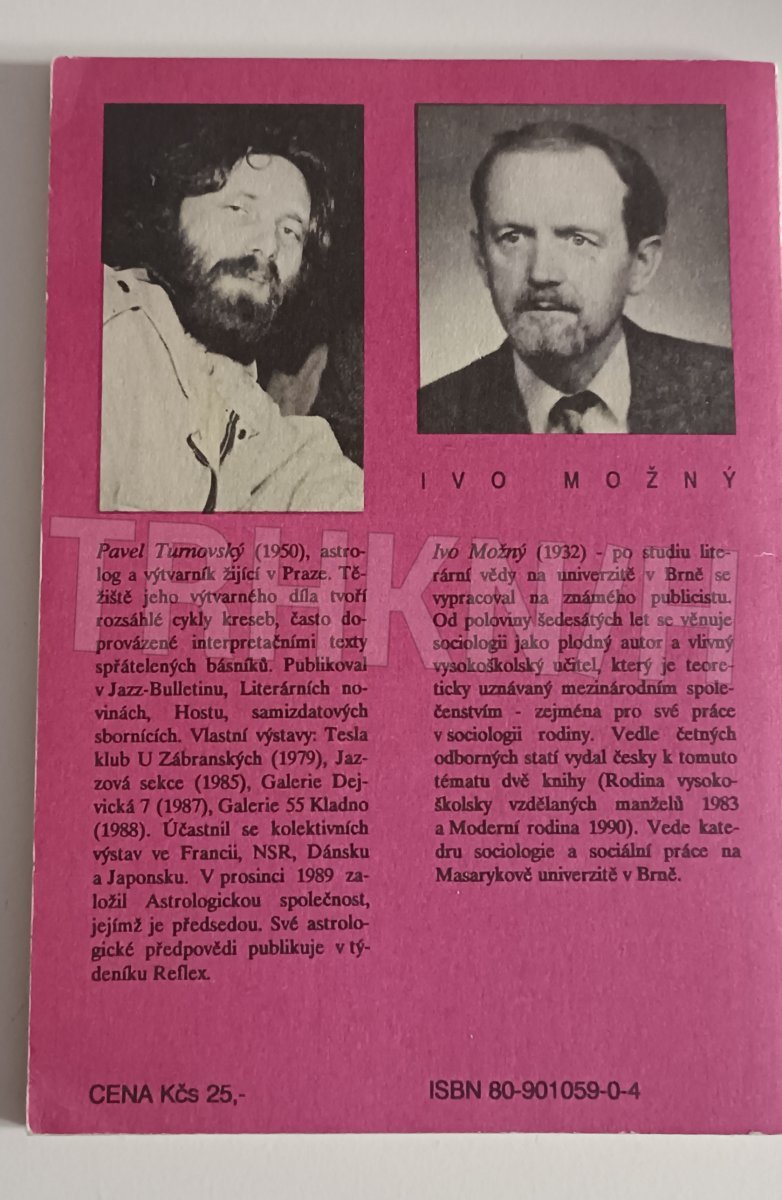 IVO MOŽNÝ
Pavel Turnovský (1950), astro-
log a výtvarník žijící v Praze. Tě-
žiště jeho výtvarného díla tvoří
rozsáhlé cykly kreseb, často do-
provázené interpretačními texty
spřátelených básníků. Publikoval
v Jazz-Bulletinu, Literárních no-
vinách, Hostu, samizdatových
sbornících. Vlastní výstavy: Tesla
klub U Zábranských (1979), Jaz-
zová sekce (1985), Galerie Dej-
vická 7 (1987), Galerie 55 Kladno
(1988). Účastnil se kolektivních
výstav ve Francii, NSR, Dánsku
a Japonsku. V prosinci 1989 za-
ložil Astrologickou společnost,
jejímž je předsedou. Své astrolo-
gické předpovědi publikuje v tý-
deníku Reflex.
Ivo Možný (1932) - po studiu lite-
rární vědy na univerzitě v Brně se
vypracoval na známého publicistu.
Od poloviny šedesátých let se věnuje
sociologii jako plodný autor a vlivný
vysokoškolský učitel, který je teore-
ticky uznávaný mezinárodním spole-
čenstvím - zejména pro své práce
v sociologii rodiny. Vedle četných
odborných statí vydal česky k tomuto
tématu dvě knihy (Rodina vysoko-
školsky vzdělaných manželů 1983
a Moderní rodina 1990). Vede kate-
dru sociologie a sociální práce na
Masarykově univerzitě v Brně.
CENA Kčs 25,-
ISBN 80-901059-0-4
TRHKNIH